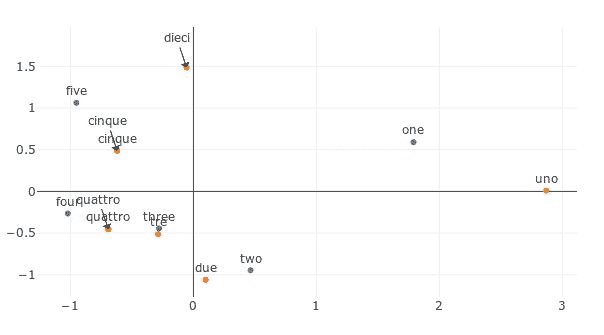 dieci
1.5
five
1
cinque
one
cinque
0.5
uno
0
quattro
four
quattro
three
tre
−0.5
due
two
−1
−1
0
1
2
3